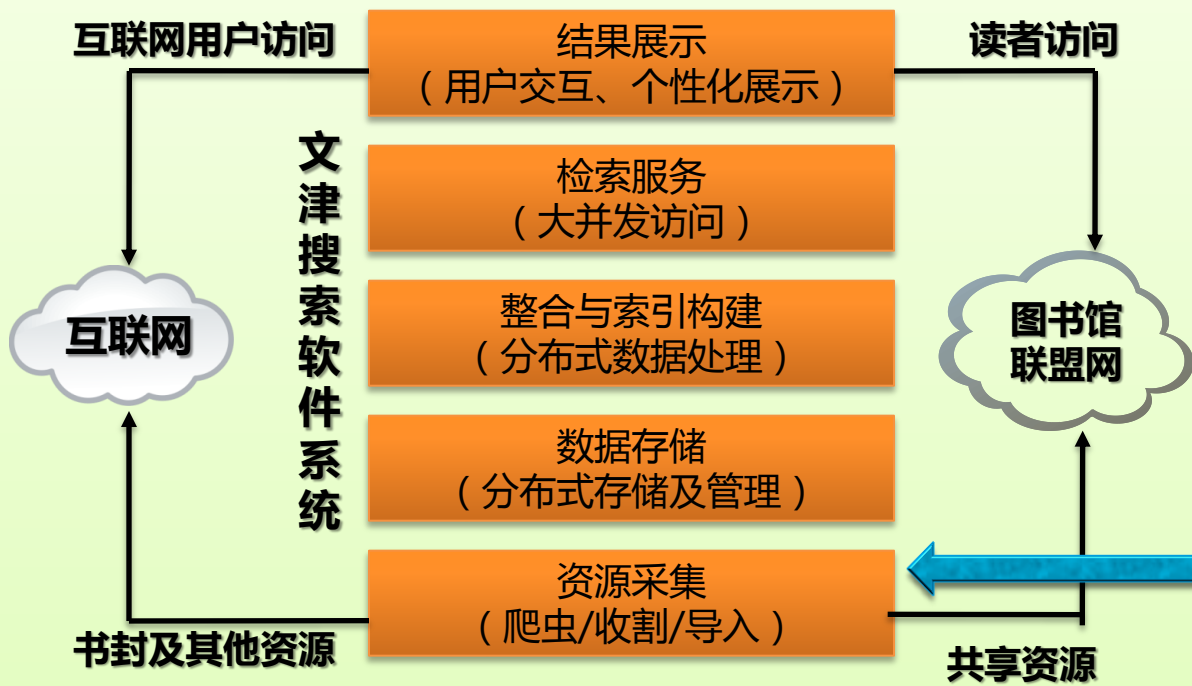 互联网用户访问
结果展示
（用户交互、个性化展示）
读者访问
文津搜索软件系统
检索服务
（大并发访问）
整合与索引构建
（分布式数据处理）
互联网
图书馆
联盟网
数据存储
（分布式存储及管理）
资源采集
（爬虫/收割/导入）
书封及其他资源
共享资源